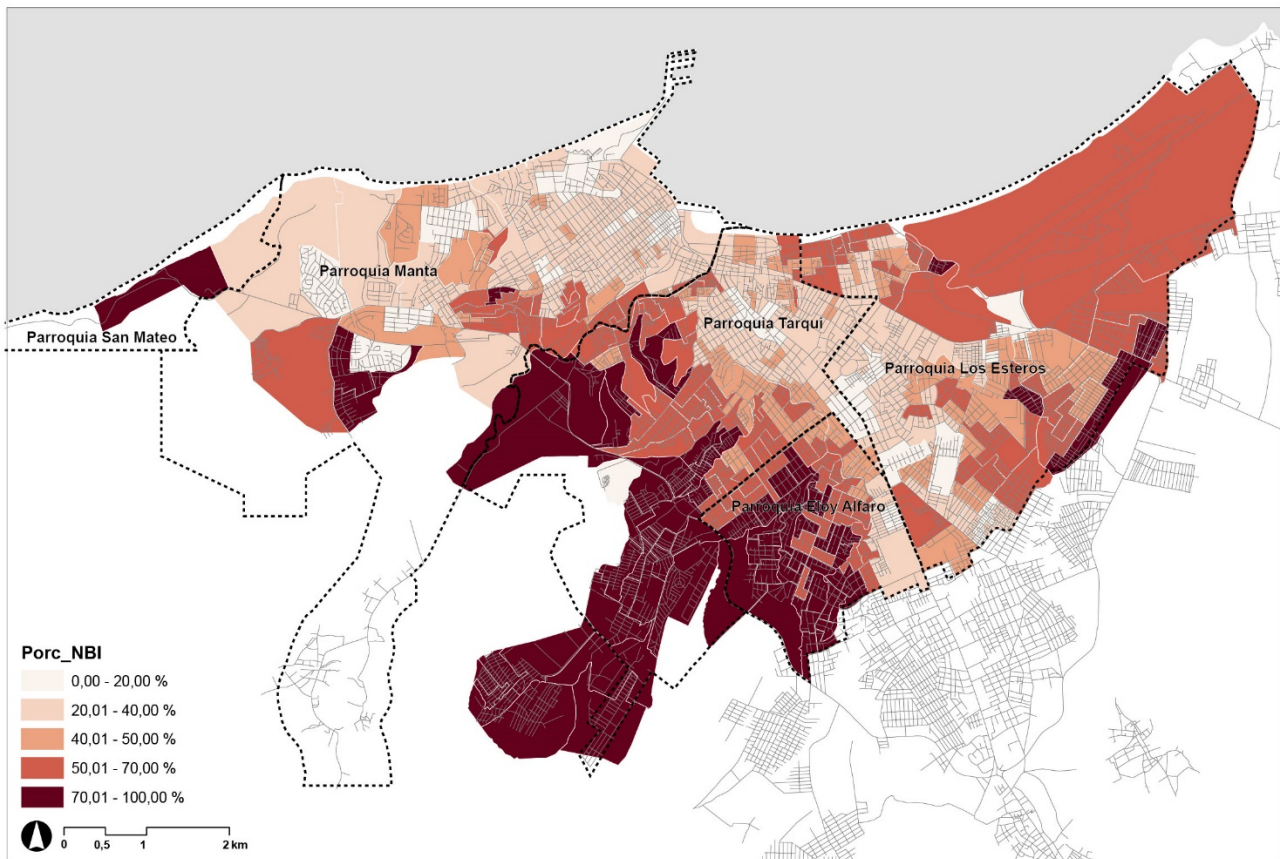 Parroquia Manta
Parroquia San Mateo
Parroquia Tarqui
Parroquia Los Esteros
Parroquia Eloy Alfaro
Porc_NBI
0,00 - 20,00 %
20,01 - 40,00 %
40,01 - 50,00 %
50,01 - 70,00 %
70,01 - 100,00 %
0 0,5 1 2 km